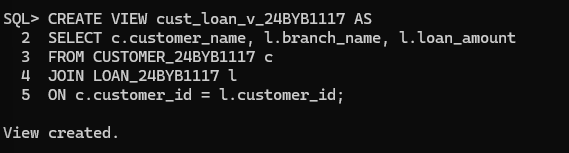 SQL> CREATE VIEW cust_loan_v_24BYB1117 AS
  2  SELECT c.customer_name, l.branch_name, l.loan_amount
  3  FROM CUSTOMER_24BYB1117 c
  4  JOIN LOAN_24BYB1117 l
  5  ON c.customer_id = l.customer_id;
View created.